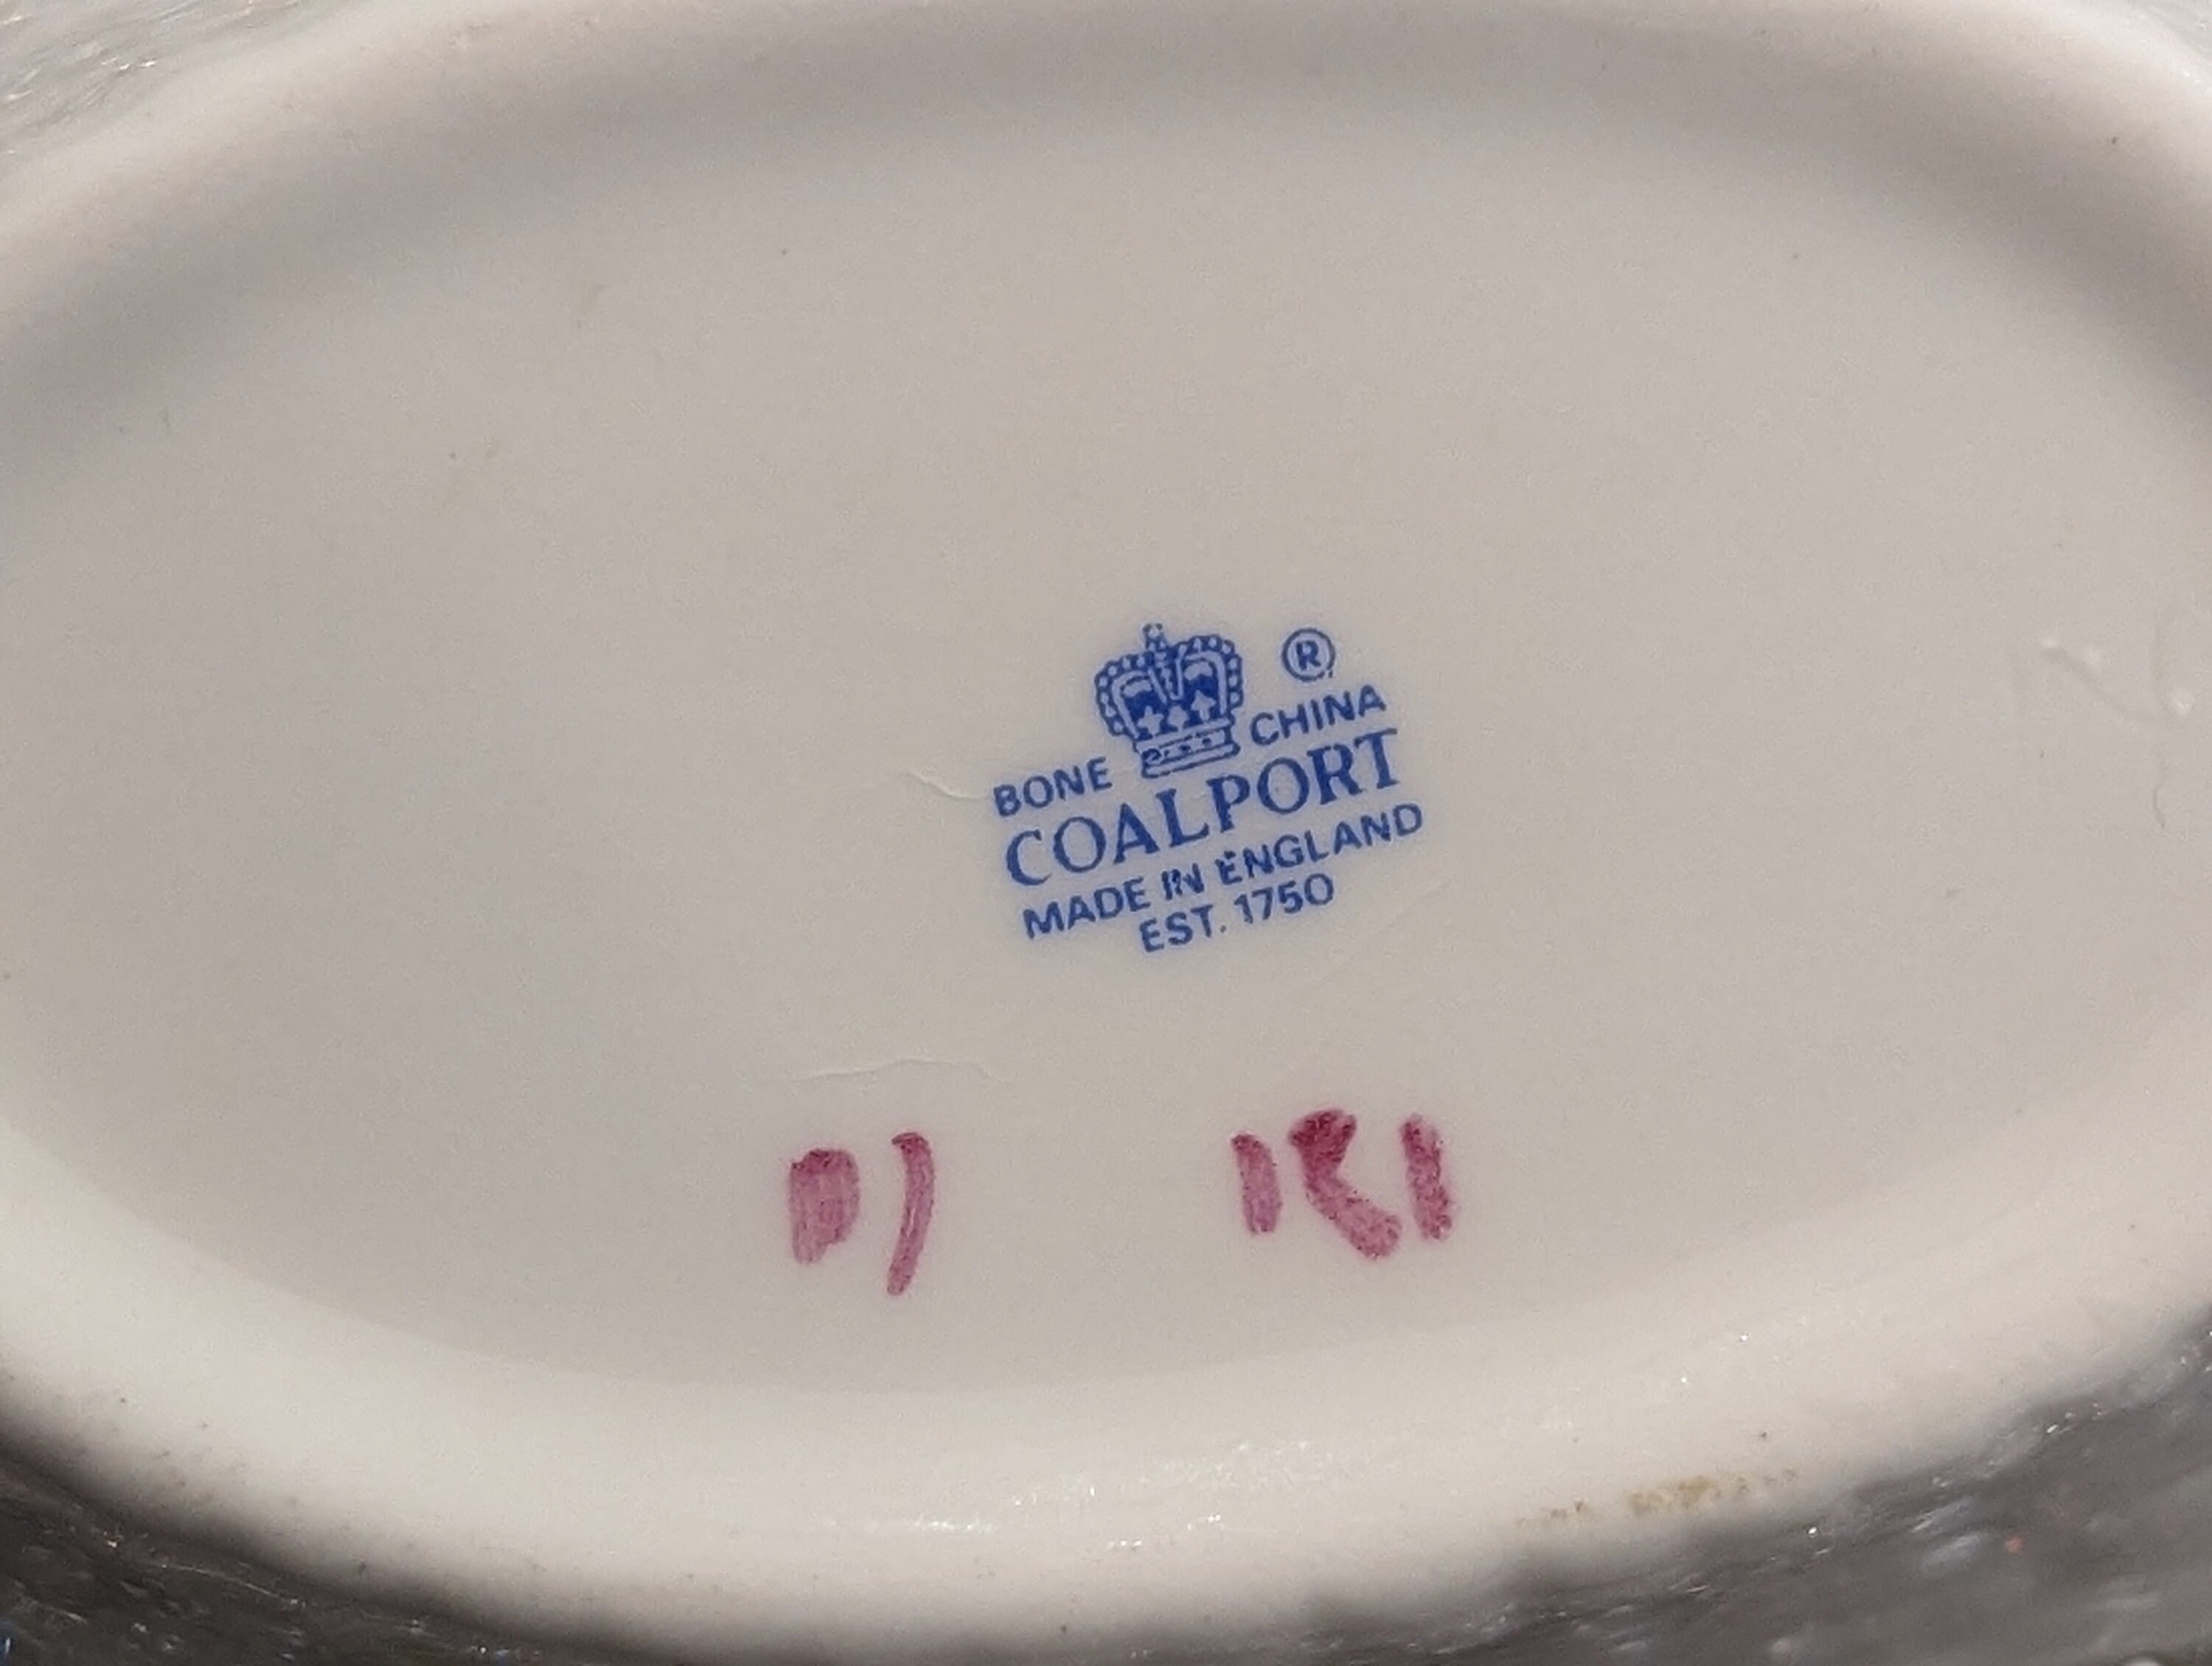 ®
BONE CHINA
COALPORT
MADE IN ENGLAND
EST. 1750